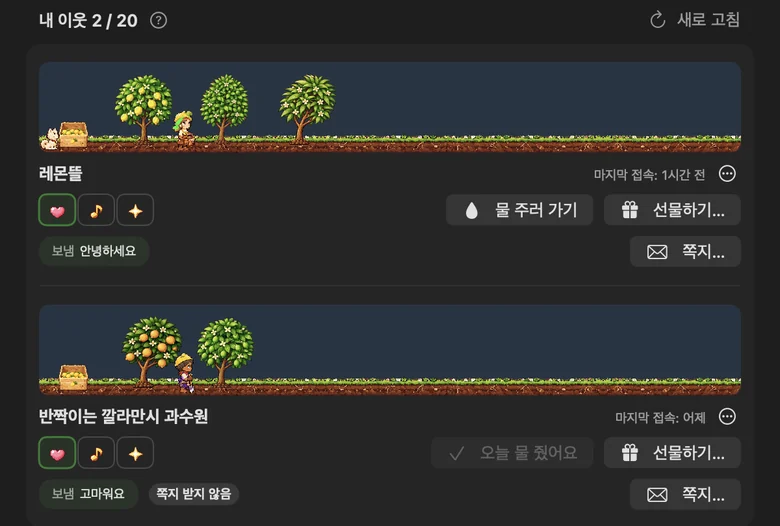 내 이웃 2 / 20 ? 새로 고침
레몬뜰 마지막 접속: 1시간 전
물 주러 가기 선물하기...
보냄 안녕하세요 쪽지...
반짝이는 깔라만시 과수원 마지막 접속: 어제
오늘 물 줬어요 선물하기...
보냄 고마워요 쪽지 받지 않음 쪽지...